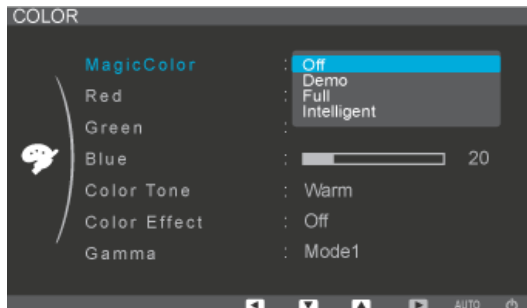 COLOR
MagicColor : Off
Demo
Red : Full
Intelligent
Green :
Blue : 20
Color Tone : Warm
Color Effect : Off
Gamma : Mode1
AUTO